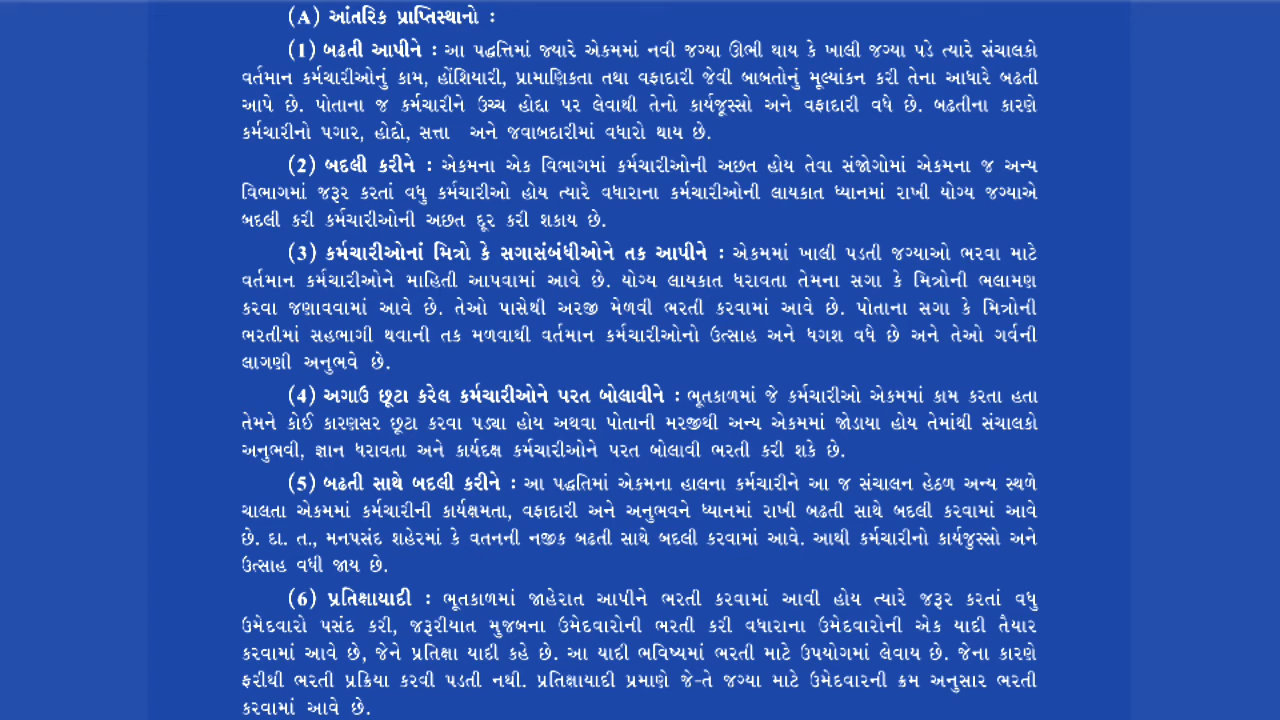 (A) આંતરિક પ્રાપ્તિસ્થાનો :
(1) બઢતી આપીને : આ પદ્ધત્તિમાં જ્યારે એકમમાં નવી જગ્યા ઊભી થાય કે ખાલી જગ્યા પડે ત્યારે સંચાલકો
વર્તમાન કર્મચારીઓનું કામ, હોંશિયારી, પ્રામાણિકતા તથા વફાદારી જેવી બાબતોનું મૂલ્યાંકન કરી તેના આધારે બઢતી
આપે છે. પોતાના જ કર્મચારીને ઉચ્ચ હોદ્દા પર લેવાથી તેનો કાર્યજૂસ્સો અને વફાદારી વધે છે. બઢતીના કારણે
કર્મચારીનો પગાર, હોદ્દો, સત્તા અને જવાબદારીમાં વધારો થાય છે.
(2) બદલી કરીને : એકમના એક વિભાગમાં કર્મચારીઓની અછત હોય તેવા સંજોગોમાં એકમના જ અન્ય
વિભાગમાં જરૂર કરતાં વધુ કર્મચારીઓ હોય ત્યારે વધારાના કર્મચારીઓની લાયકાત ધ્યાનમાં રાખી યોગ્ય જગ્યાએ
બદલી કરી કર્મચારીઓની અછત દૂર કરી શકાય છે.
(3) કર્મચારીઓનાં મિત્રો કે સગાસંબંધીઓને તક આપીને : એકમમાં ખાલી પડતી જગ્યાઓ ભરવા માટે
વર્તમાન કર્મચારીઓને માહિતી આપવામાં આવે છે. યોગ્ય લાયકાત ધરાવતા તેમના સગા કે મિત્રોની ભલામણ
કરવા જણાવવામાં આવે છે. તેઓ પાસેથી અરજી મેળવી ભરતી કરવામાં આવે છે. પોતાના સગા કે મિત્રોની
ભરતીમાં સહભાગી થવાની તક મળવાથી વર્તમાન કર્મચારીઓનો ઉત્સાહ અને ધગશ વધે છે અને તેઓ ગર્વની
લાગણી અનુભવે છે.
(4) અગાઉ છૂટા કરેલ કર્મચારીઓને પરત બોલાવીને : ભૂતકાળમાં જે કર્મચારીઓ એકમમાં કામ કરતા હતા
તેમને કોઈ કારણસર છૂટા કરવા પડ્યા હોય અથવા પોતાની મરજીથી અન્ય એકમમાં જોડાયા હોય તેમાંથી સંચાલકો
અનુભવી, જ્ઞાન ધરાવતા અને કાર્યદક્ષ કર્મચારીઓને પરત બોલાવી ભરતી કરી શકે છે.
(5) બઢતી સાથે બદલી કરીને : આ પદ્ધતિમાં એકમના હાલના કર્મચારીને આ જ સંચાલન હેઠળ અન્ય સ્થળે
ચાલતા એકમમાં કર્મચારીની કાર્યક્ષમતા, વફાદારી અને અનુભવને ધ્યાનમાં રાખી બઢતી સાથે બદલી કરવામાં આવે
છે. દા. ત., મનપસંદ શહેરમાં કે વતનની નજીક બઢતી સાથે બદલી કરવામાં આવે. આથી કર્મચારીનો કાર્યજુસ્સો અને
ઉત્સાહ વધી જાય છે.
(6) પ્રતિક્ષાયાદી : ભૂતકાળમાં જાહેરાત આપીને ભરતી કરવામાં આવી હોય ત્યારે જરૂર કરતાં વધુ
ઉમેદવારો પસંદ કરી, જરૂરીયાત મુજબના ઉમેદવારોની ભરતી કરી વધારાના ઉમેદવારોની એક યાદી તૈયાર
કરવામાં આવે છે, જેને પ્રતિક્ષા યાદી કહે છે. આ યાદી ભવિષ્યમાં ભરતી માટે ઉપયોગમાં લેવાય છે. જેના કારણે
ફરીથી ભરતી પ્રક્રિયા કરવી પડતી નથી. પ્રતિક્ષાયાદી પ્રમાણે જે-તે જગ્યા માટે ઉમેદવારની ક્રમ અનુસાર ભરતી
કરવામાં આવે છે.